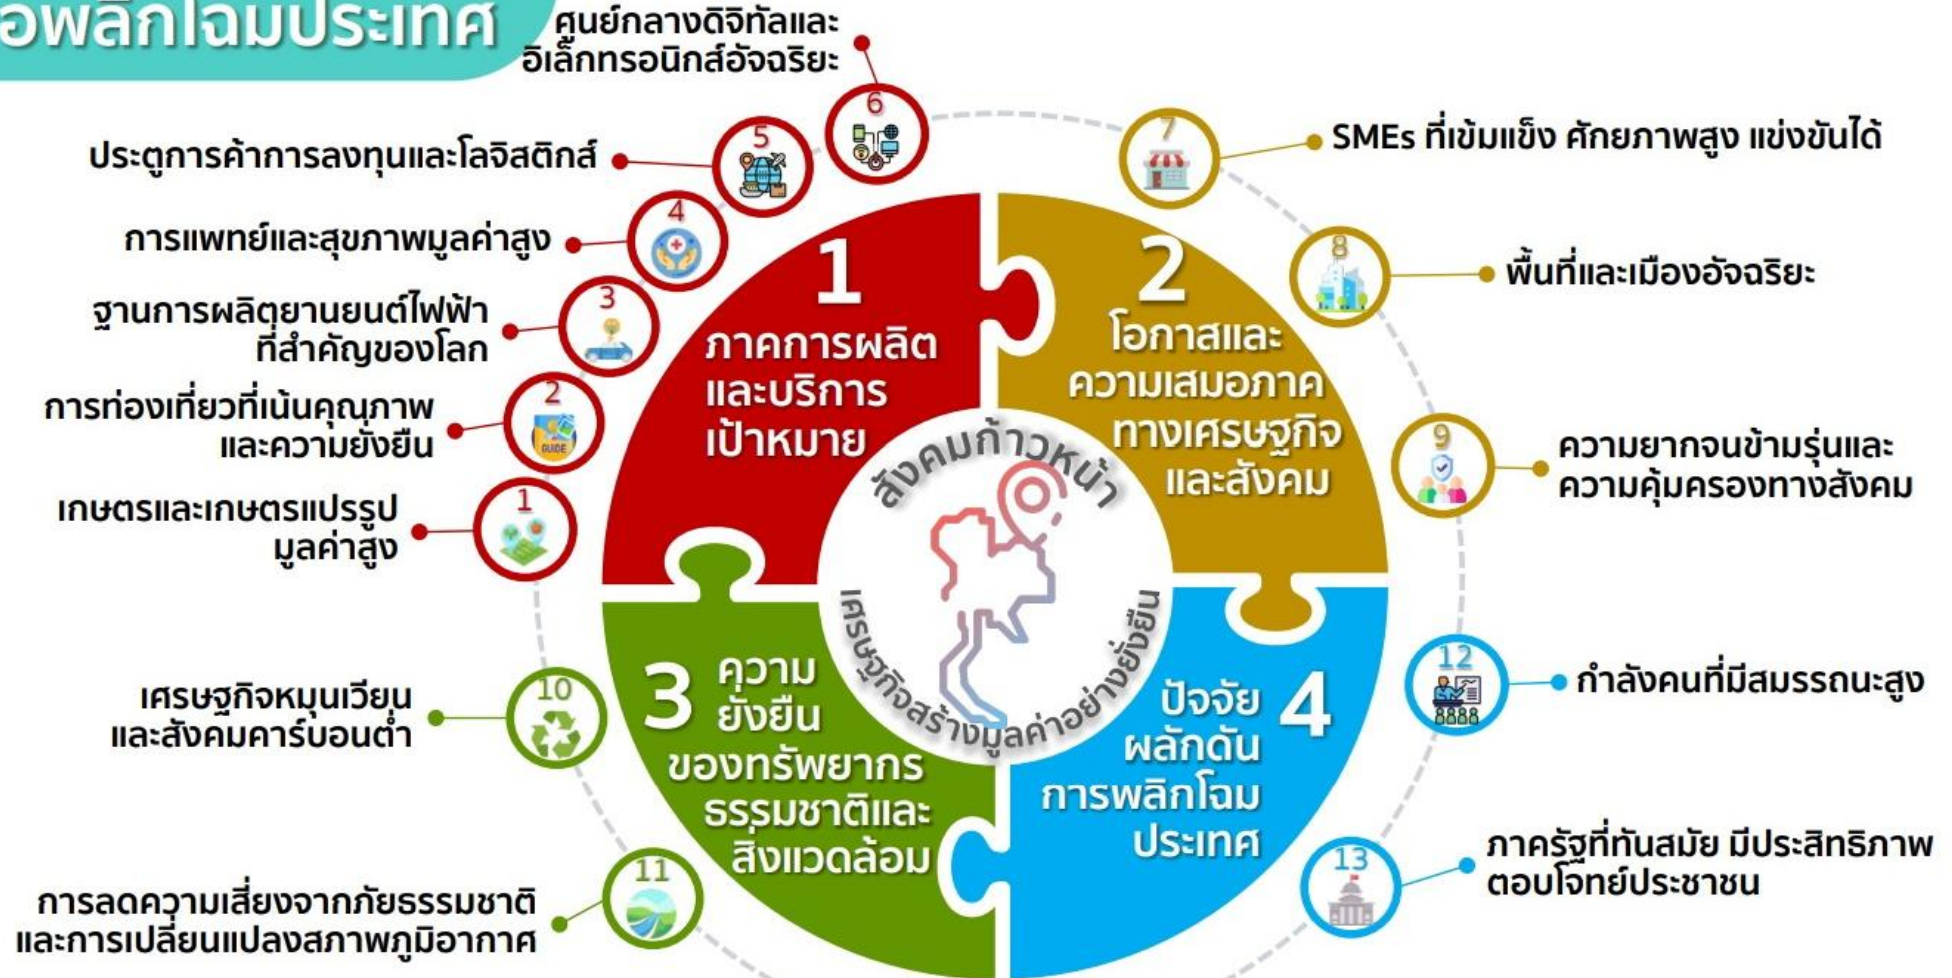 อพลิกโฉมประเทศ
ศูนย์กลางดิจิทัลและ
อิเล็กทรอนิกส์อัจฉริยะ
6
5
ประตูการค้าการลงทุนและโลจิสติกส์
4
การแพทย์และสุขภาพมูลค่าสูง
3
ฐานการผลิตยานยนต์ไฟฟ้า
ที่สำคัญของโลก
2
GUIDE
การท่องเที่ยวที่เน้นคุณภาพ
และความยั่งยืน
1
เกษตรและเกษตรแปรรูป
มูลค่าสูง
7
SMEs ที่เข้มแข็ง ศักยภาพสูง แข่งขันได้
8
พื้นที่และเมืองอัจฉริยะ
9
ความยากจนข้ามรุ่นและ
ความคุ้มครองทางสังคม
1
ภาคการผลิต
และบริการ
เป้าหมาย
2
โอกาสและ
ความเสมอภาค
ทางเศรษฐกิจ
และสังคม
สังคมก้าวหน้า
เศรษฐกิจสร้างมูลค่าอย่างยั่งยืน
3
ความ
ยั่งยืน
ของทรัพยากร
ธรรมชาติและ
สิ่งแวดล้อม
4
ปัจจัย
ผลักดัน
การพลิกโฉม
ประเทศ
10
เศรษฐกิจหมุนเวียน
และสังคมคาร์บอนต่ำ
11
การลดความเสี่ยงจากภัยธรรมชาติ
และการเปลี่ยนแปลงสภาพภูมิอากาศ
12
กำลังคนที่มีสมรรถนะสูง
13
ภาครัฐที่ทันสมัย มีประสิทธิภาพ
ตอบโจทย์ประชาชน